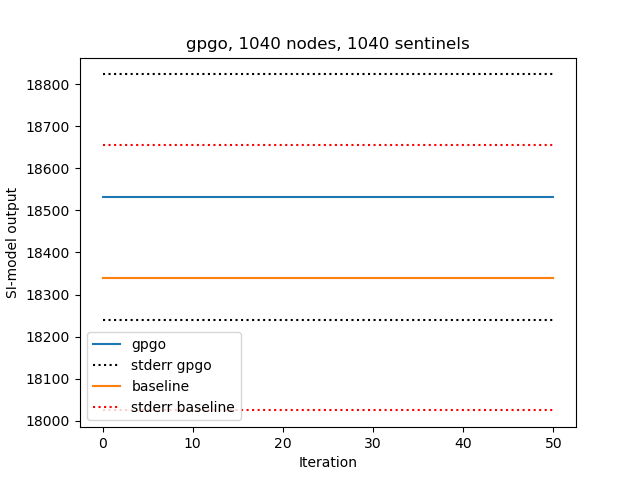 gpgo, 1040 nodes, 1040 sentinels
SI-model output
18800
18700
18600
18500
18400
18300
18200
18100
18000
gpgo
stderr gpgo
baseline
stderr baseline
0
10
20
30
40
50
Iteration